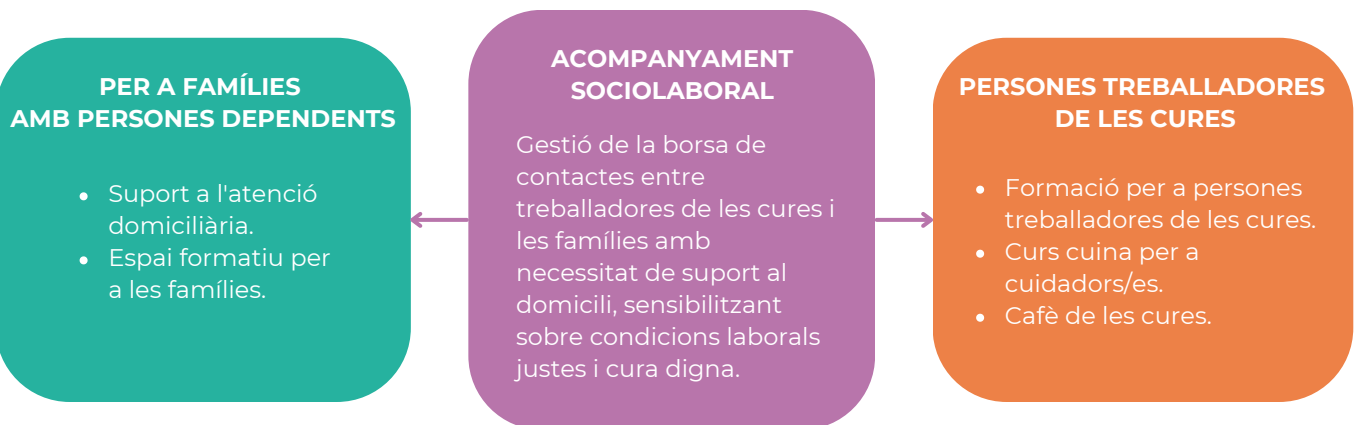 PER A FAMÍLIES
AMB PERSONES DEPENDENTS
• Suport a l'atenció
domiciliària.
• Espai formatiu per
a les famílies.
ACOMPANYAMENT
SOCIOLABORAL
Gestió de la borsa de
contactes entre
treballadores de les cures i
les famílies amb
necessitat de suport al
domicili, sensibilitzant
sobre condicions laborals
justes i cura digna.
PERSONES TREBALLADORES
DE LES CURES
• Formació per a persones
treballadores de les cures.
• Curs cuina per a
cuidadors/es.
• Cafè de les cures.